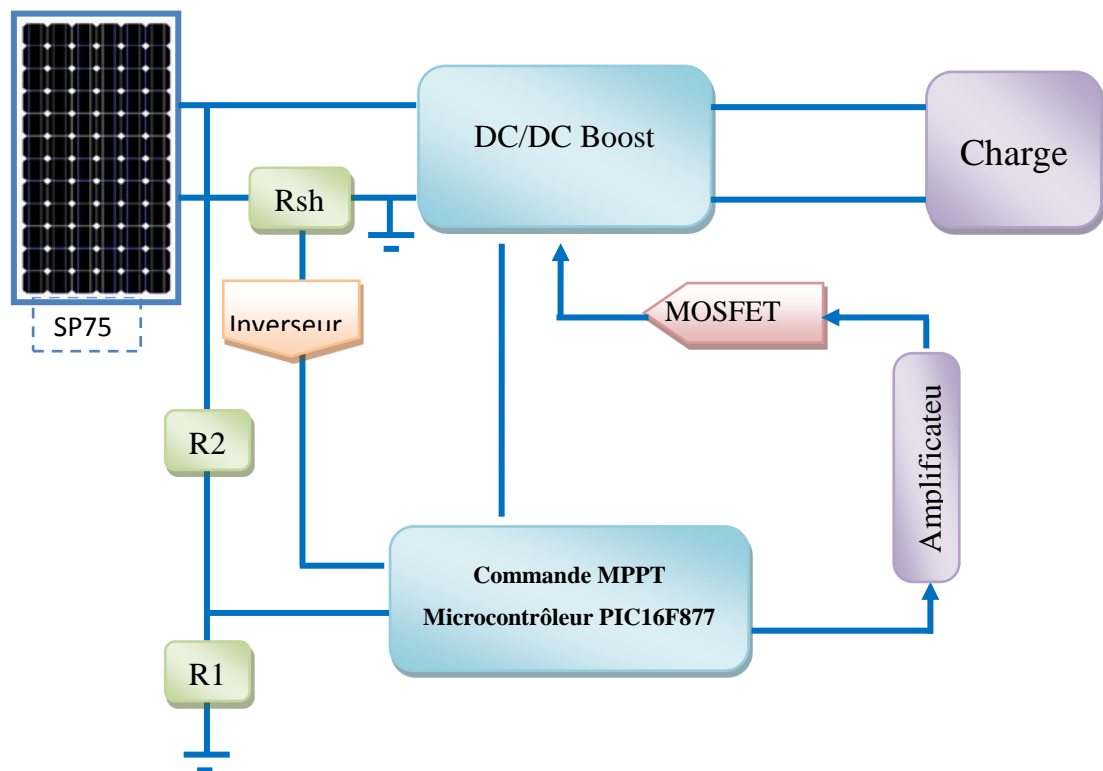 DC/DC Boost
Charge
Rsh
SP75
Inverseur
MOSFET
R2
Amplificateu
Commande MPPT
Microcontrôleur PIC16F877
R1